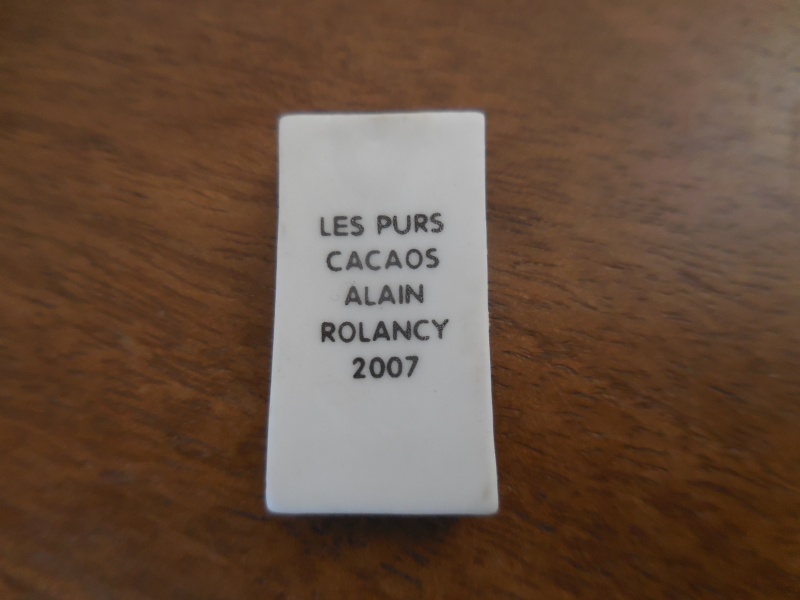 LES PURS
CACAOS
ALAIN
ROLANCY
2007